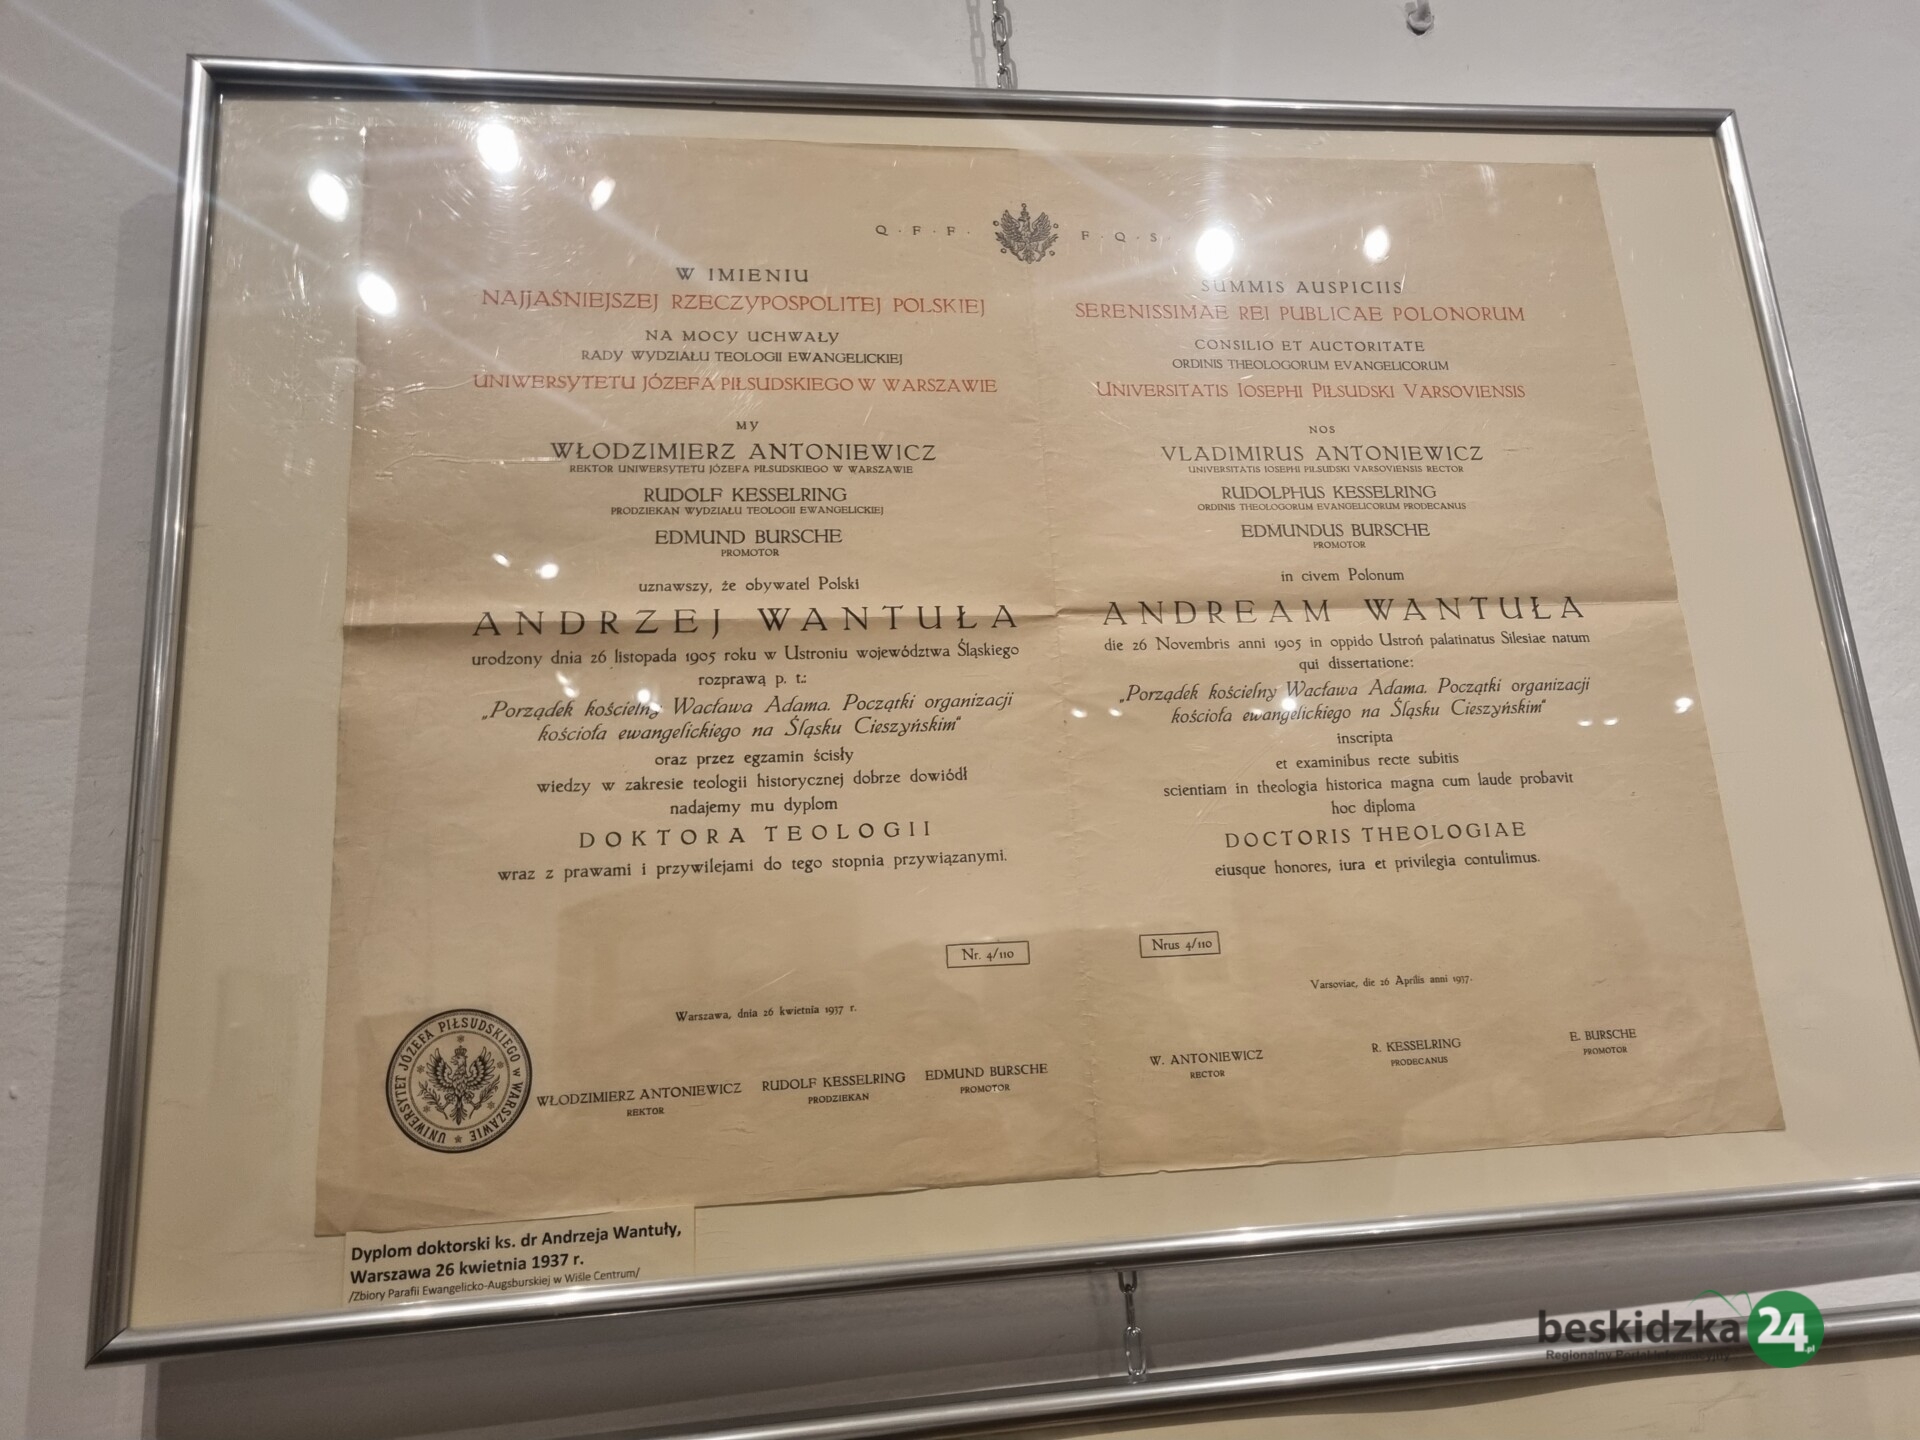 Q · F · F ·
F · Q · S ·
W IMIENIU
NAJJAŚNIEJSZEJ RZECZYPOSPOLITEJ POLSKIEJ
NA MOCY UCHWAŁY
RADY WYDZIAŁU TEOLOGII EWANGELICKIEJ
UNIWERSYTETU JÓZEFA PIŁSUDSKIEGO W WARSZAWIE
MY
WŁODZIMIERZ ANTONIEWICZ
REKTOR UNIWERSYTETU JÓZEFA PIŁSUDSKIEGO W WARSZAWIE
RUDOLF KESSELRING
PRODZIEKAN WYDZIAŁU TEOLOGII EWANGELICKIEJ
EDMUND BURSCHE
PROMOTOR
uznawszy, że obywatel Polski
ANDRZEJ WANTUŁA
urodzony dnia 26 listopada 1905 roku w Ustroniu województwa Śląskiego
rozprawą p. t.:
„Porządek kościelny Wacława Adama. Początki organizacji
kościoła ewangelickiego na Śląsku Cieszyńskim“
oraz przez egzamin ścisły
wiedzy w zakresie teologii historycznej dobrze dowiódł
nadajemy mu dyplom
DOKTORA TEOLOGII
wraz z prawami i przywilejami do tego stopnia przywiązanymi.
Nr. 4/110
Warszawa, dnia 26 kwietnia 1937 r.
UNIWERSYTET JÓZEFA PIŁSUDSKIEGO W WARSZAWIE
WŁODZIMIERZ ANTONIEWICZ
REKTOR
RUDOLF KESSELRING
PRODZIEKAN
EDMUND BURSCHE
PROMOTOR
SUMMIS AUSPICIIS
SERENISSIMAE REI PUBLICAE POLONORUM
CONSILIO ET AUCTORITATE
ORDINIS THEOLOGORUM EVANGELICORUM
UNIVERSITATIS IOSEPHI PIŁSUDSKI VARSOVIENSIS
NOS
VLADIMIRUS ANTONIEWICZ
UNIVERSITATIS IOSEPHI PIŁSUDSKI VARSOVIENSIS RECTOR
RUDOLPHUS KESSELRING
ORDINIS THEOLOGORUM EVANGELICORUM PRODECANUS
EDMUNDUS BURSCHE
PROMOTOR
in civem Polonum
ANDREAM WANTUŁA
die 26 Novembris anni 1905 in oppido Ustroń palatinatus Silesiae natum
qui dissertatione:
„Porządek kościelny Wacława Adama. Początki organizacji
kościoła ewangelickiego na Śląsku Cieszyńskim“
inscripta
et examinibus recte subitis
scientiam in theologia historica magna cum laude probavit
hoc diploma
DOCTORIS THEOLOGIAE
eiusque honores, iura et privilegia contulimus.
Nrus 4/110
Varsoviae, die 26 Aprilis anni 1937.
W. ANTONIEWICZ
RECTOR
R. KESSELRING
PRODECANUS
E. BURSCHE
PROMOTOR
Dyplom doktorski ks. dr Andrzeja Wantuły,
Warszawa 26 kwietnia 1937 r.
/Zbiory Parafii Ewangelicko-Augsburskiej w Wiśle Centrum/
beskidzka24.pl
Regionalny Portal Informacyjny